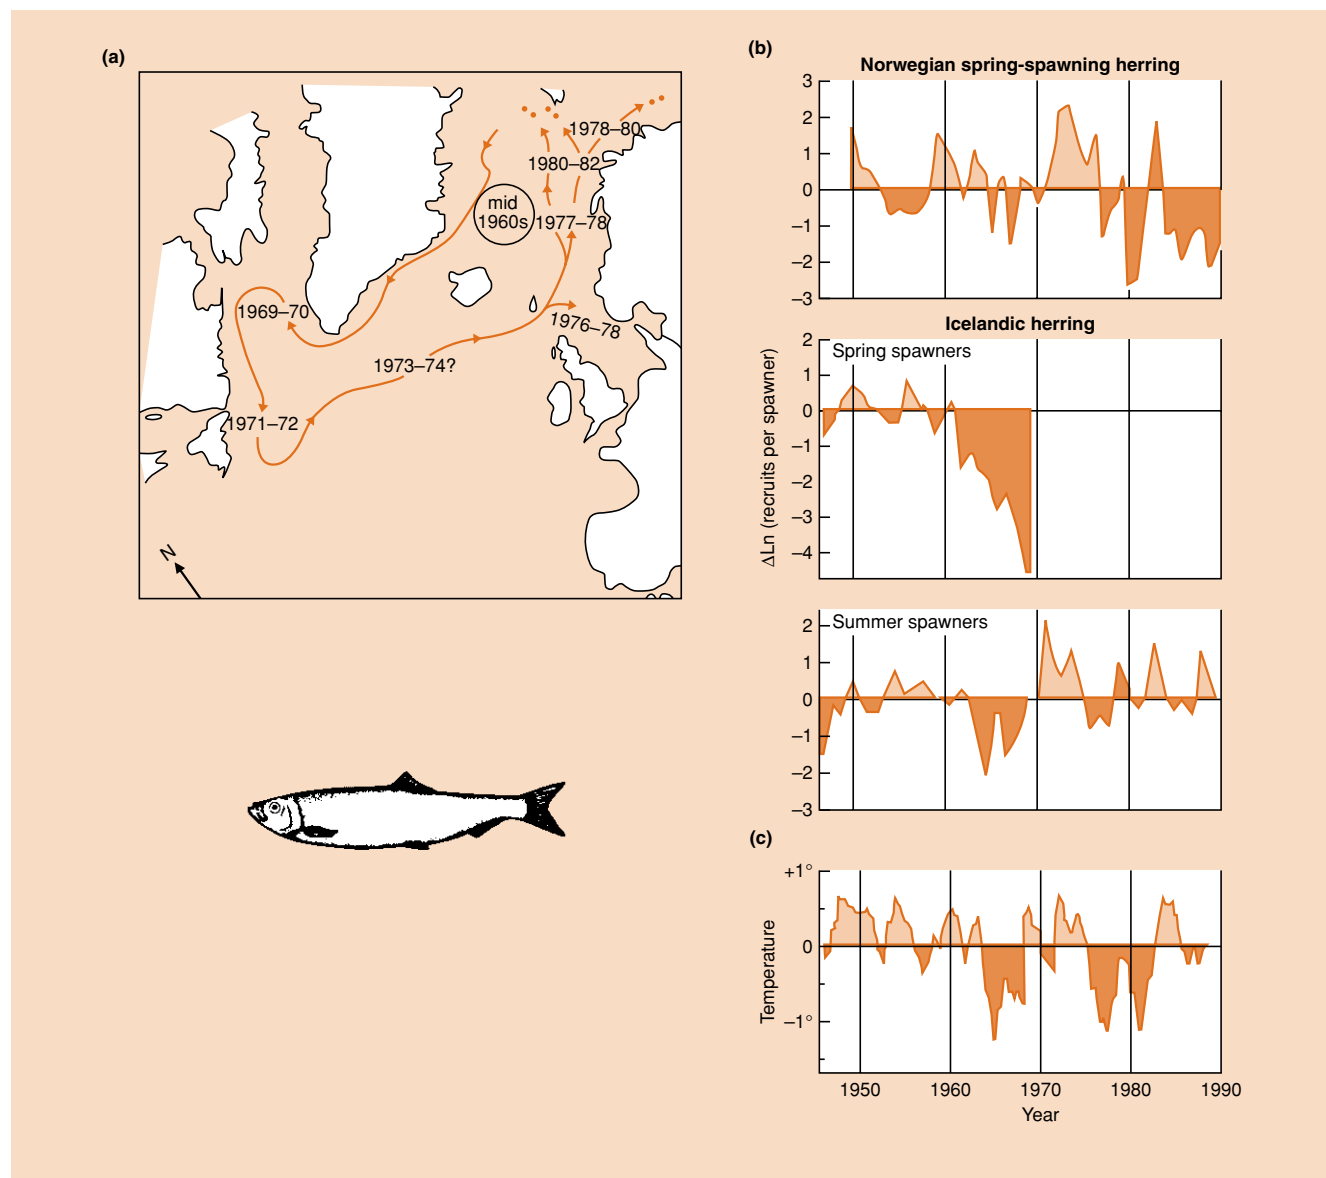 (a)
1978–80
1980–82
mid
1960s
1977–78
1969–70
1976–78
1973–74?
1971–72
N
(b)
Norwegian spring-spawning herring
3
2
1
0
–1
–2
–3
Icelandic herring
Spring spawners
2
1
0
–1
–2
–3
–4
ΔLn (recruits per spawner)
Summer spawners
2
1
0
–1
–2
–3
(c)
+1°
0
–1°
Temperature
1950 1960 1970 1980 1990
Year